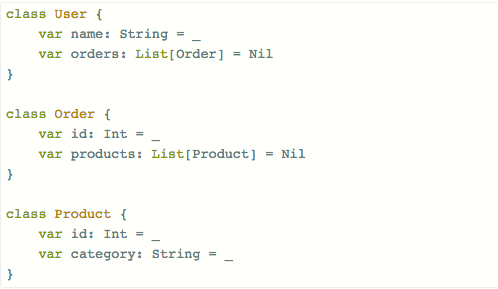 class User {
    var name: String = _
    var orders: List[Order] = Nil
}

class Order {
    var id: Int = _
    var products: List[Product] = Nil
}

class Product {
    var id: Int = _
    var category: String = _
}